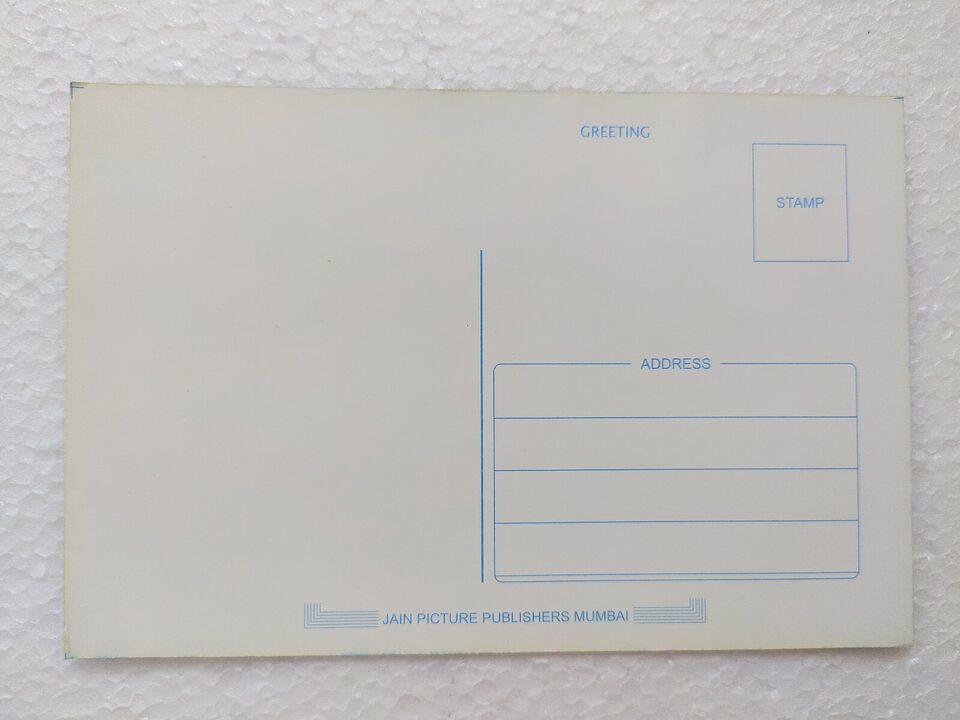 GREETING
STAMP
ADDRESS
JAIN PICTURE PUBLISHERS MUMBAI